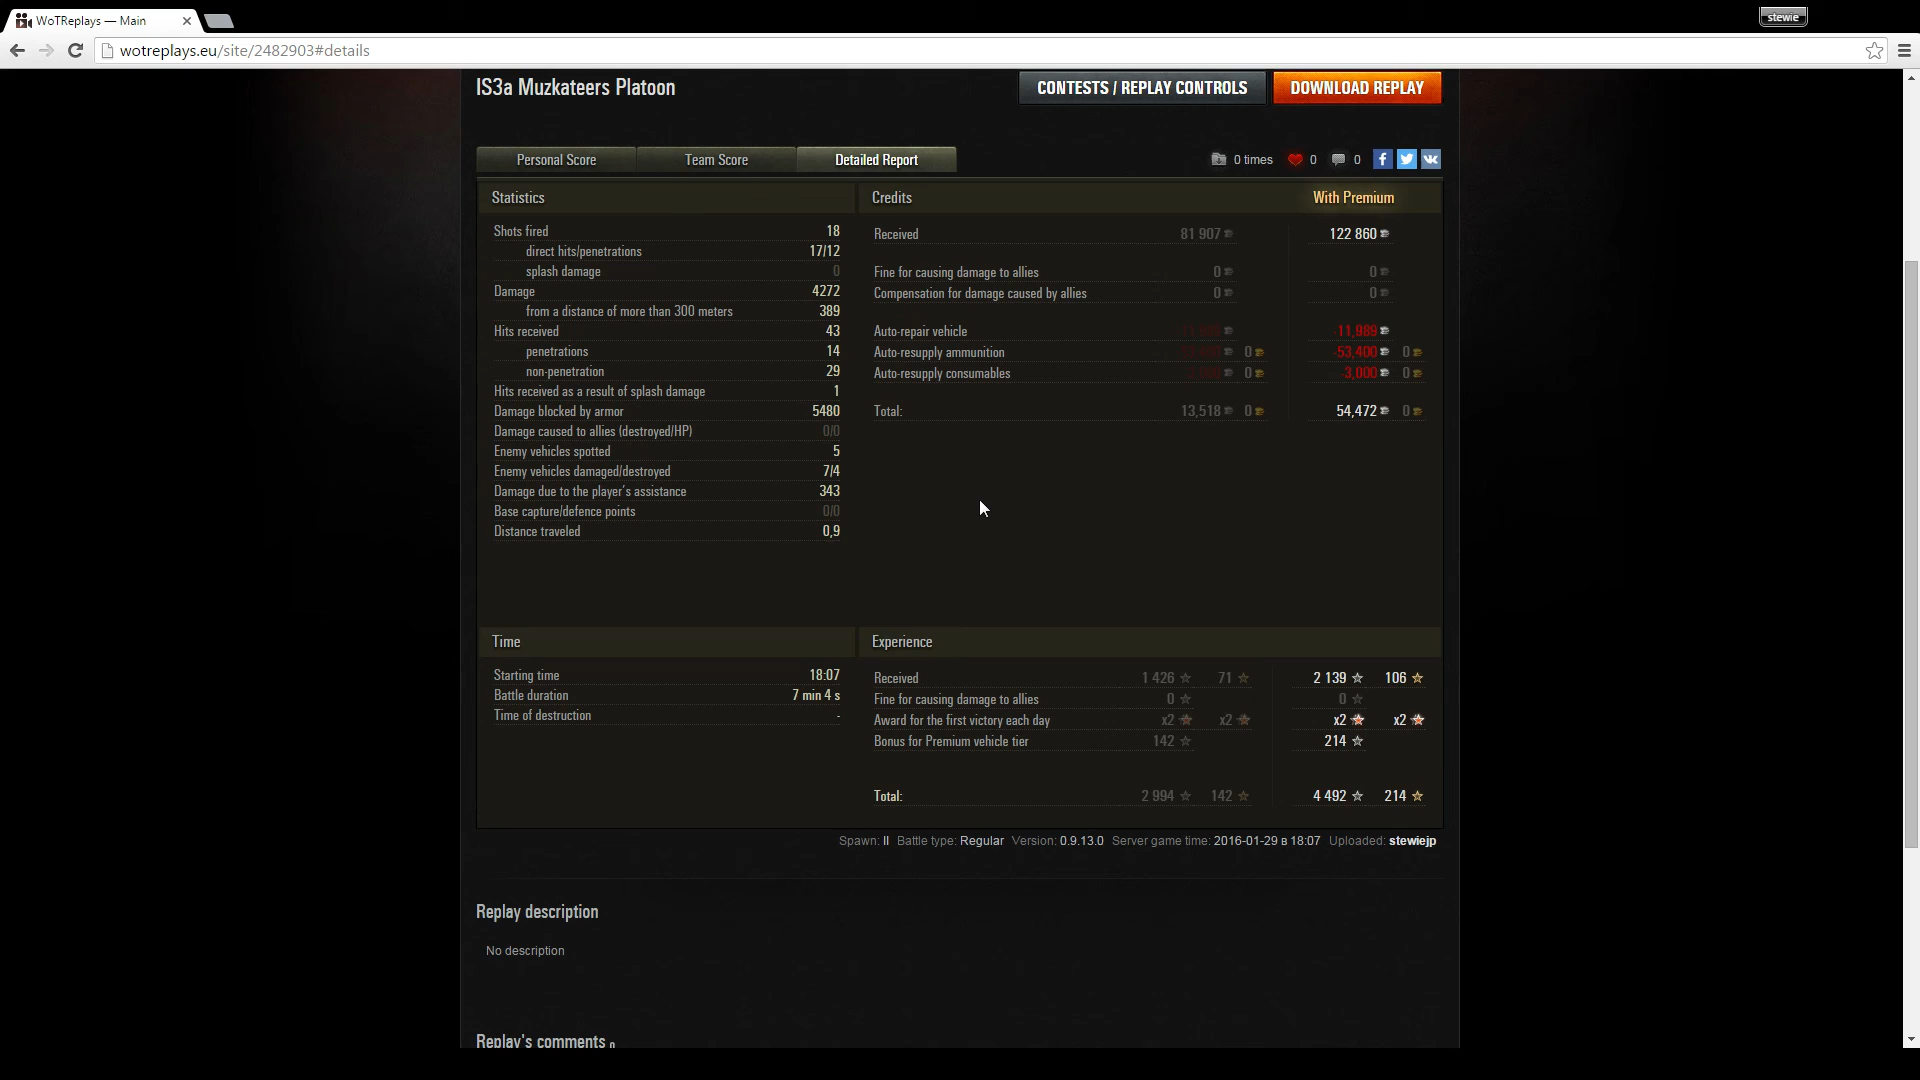 WoTReplays — Main
stewie
wotreplays.eu/site/2482903#details
IS3a Muzkateers Platoon
CONTESTS / REPLAY CONTROLS
DOWNLOAD REPLAY
Personal Score
Team Score
Detailed Report
0 times
0
0
Statistics
Credits
With Premium
Shots fired 18
direct hits/penetrations 17/12
splash damage 0
Damage 4272
from a distance of more than 300 meters 389
Hits received 43
penetrations 14
non-penetration 29
Hits received as a result of splash damage 1
Damage blocked by armor 5480
Damage caused to allies (destroyed/HP) 0/0
Enemy vehicles spotted 5
Enemy vehicles damaged/destroyed 7/4
Damage due to the player's assistance 343
Base capture/defence points 0/0
Distance traveled 0,9
Received 81 907 122 860
Fine for causing damage to allies 0 0
Compensation for damage caused by allies 0 0
Auto-repair vehicle -11,989
Auto-resupply ammunition 0 -53,400 0
Auto-resupply consumables 0 -3,000 0
Total: 13,518 0 54,472 0
Time
Starting time 18:07
Battle duration 7 min 4 s
Time of destruction -
Experience
Received 1 426 71 2 139 106
Fine for causing damage to allies 0 0
Award for the first victory each day x2 x2 x2 x2
Bonus for Premium vehicle tier 142 214
Total: 2 994 142 4 492 214
Spawn: II Battle type: Regular Version: 0.9.13.0 Server game time: 2016-01-29 в 18:07 Uploaded: stewiejp
Replay description
No description
Replay's comments 0